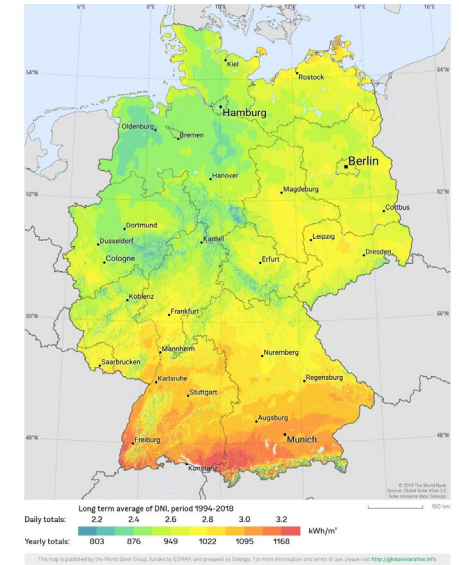 6°E 8°E 10°E 12°E 14°E 16°E
Kiel
54°N 54°N
Rostock
Hamburg
Oldenburg
Bremen
Berlin
Hanover
Magdeburg
52°N 52°N
Cottbus
Dortmund
Dusseldorf
Kassel
Leipzig
Cologne
Erfurt
Dresden
Koblenz
Frankfurt
50°N 50°N
Mannheim
Nuremberg
Saarbrucken
Karlsruhe
Regensburg
Stuttgart
Augsburg
48°N 48°N
Freiburg
Munich
Konstanz
© 2019 The World Bank
Source: Global Solar Atlas 2.0
Solar resource data: Solargis
Long term average of DNI, period 1994-2018
100 km
Daily totals: 2.2 2.4 2.6 2.8 3.0 3.2
kWh/m²
Yearly totals: 803 876 949 1022 1095 1168
This map is published by the World Bank Group, funded by ESMAP, and prepared by Solargis. For more information and terms of use, please visit http://globalsolaratlas.info.